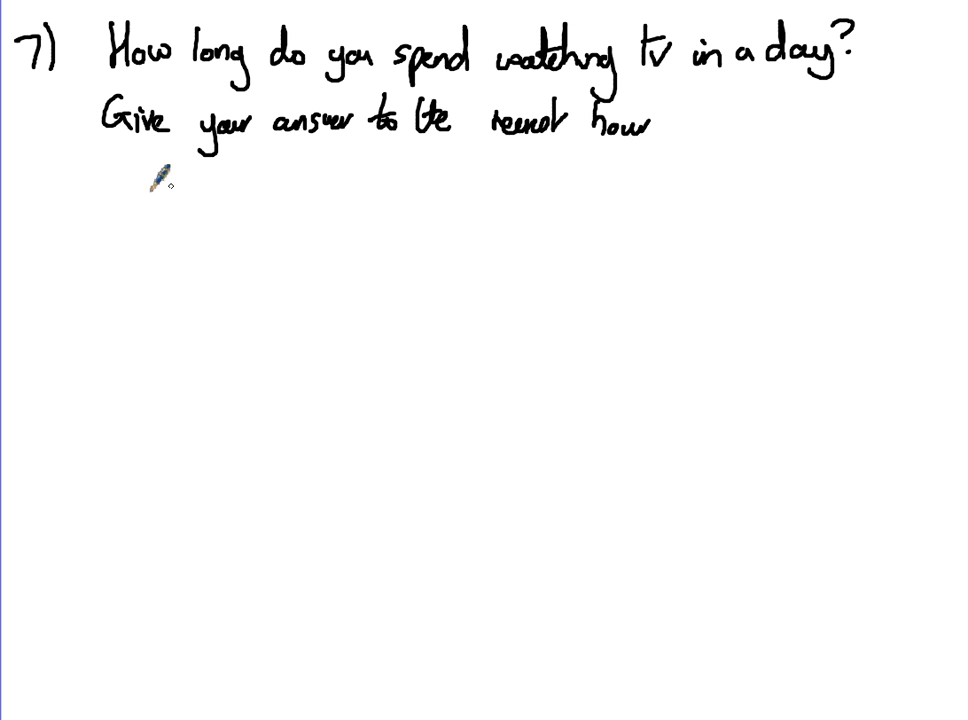 7) How long do you spend watching tv in a day?
Give your answer to the nearest hour